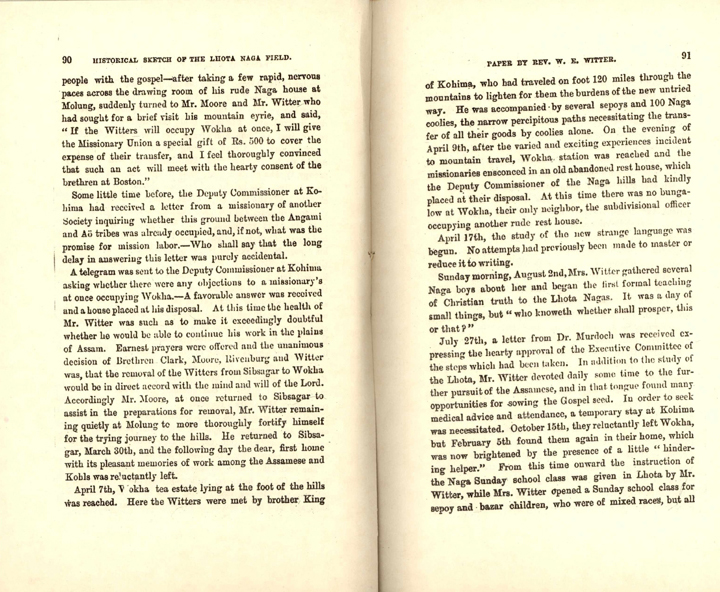 90 HISTORICAL SKETCH OF THE LHOTA NAGA FIELD.
people with the gospel—after taking a few rapid, nervous
paces across the drawing room of his rude Naga house at
Molung, suddenly turned to Mr. Moore and Mr. Witter who
had sought for a brief visit his mountain eyrie, and said,
“ If the Witters will occupy Wokha at once, I will give
the Missionary Union a special gift of Rs. 500 to cover the
expense of their transfer, and I feel thoroughly convinced
that such an act will meet with the hearty consent of the
brethren at Boston.”
Some little time before, the Deputy Commissioner at Ko-
hima had received a letter from a missionary of another
Society inquiring whether this ground between the Angami
and Aō tribes was already occupied, and, if not, what was the
promise for mission labor.—Who shall say that the long
delay in answering this letter was purely accidental.
A telegram was sent to the Deputy Commissioner at Kohima
asking whether there were any objections to a missionary's
at once occupying Wokha.—A favorable answer was received
and a house placed at his disposal. At this time the health of
Mr. Witter was such as to make it exceedingly doubtful
whether he would be able to continue his work in the plains
of Assam. Earnest prayers were offered and the unanimous
decision of Brethren Clark, Moore, Rivenburg and Witter
was, that the removal of the Witters from Sibsagar to Wokha
would be in direct accord with the mind and will of the Lord.
Accordingly Mr. Moore, at once returned to Sibsagar to
assist in the preparations for removal, Mr. Witter remain-
ing quietly at Molung to more thoroughly fortify himself
for the trying journey to the hills. He returned to Sibsa-
gar, March 30th, and the following day the dear, first home
with its pleasant memories of work among the Assamese and
Kohls was reluctantly left.
April 7th, Wokha tea estate lying at the foot of the hills
was reached. Here the Witters were met by brother King
PAPER BY REV. W. E. WITTER. 91
of Kohima, who had traveled on foot 120 miles through the
mountains to lighten for them the burdens of the new untried
way. He was accompanied by several sepoys and 100 Naga
coolies, the narrow percipitous paths necessitating the trans-
fer of all their goods by coolies alone. On the evening of
April 9th, after the varied and exciting experiences incident
to mountain travel, Wokha station was reached and the
missionaries ensconced in an old abandoned rest house, which
the Deputy Commissioner of the Naga hills had kindly
placed at their disposal. At this time there was no bunga-
low at Wokha, their only neighbor, the subdivisional officer
occupying another rude rest house.
April 17th, the study of the new strange language was
begun. No attempts had previously been made to master or
reduce it to writing.
Sunday morning, August 2nd, Mrs. Witter gathered several
Naga boys about her and began the first formal teaching
of Christian truth to the Lhota Nagas. It was a day of
small things, but “ who knoweth whether shall prosper, this
or that ? ”
July 27th, a letter from Dr. Murdoch was received ex-
pressing the hearty approval of the Executive Committee of
the steps which had been taken. In addition to the study of
the Lhota, Mr. Witter devoted daily some time to the fur-
ther pursuit of the Assamese, and in that tongue found many
opportunities for sowing the Gospel seed. In order to seek
medical advice and attendance, a temporary stay at Kohima
was necessitated. October 15th, they reluctantly left Wokha,
but February 5th found them again in their home, which
was now brightened by the presence of a little “ hinder-
ing helper.” From this time onward the instruction of
the Naga Sunday school class was given in Lhota by Mr.
Witter, while Mrs. Witter opened a Sunday school class for
sepoy and bazar children, who were of mixed races, but all